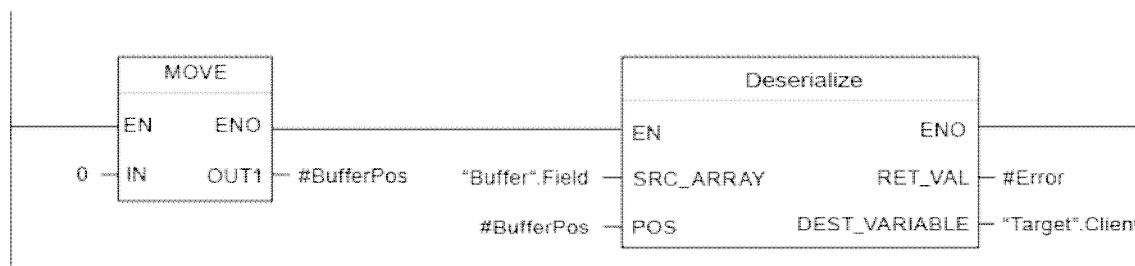 MOVE
Deserialize
EN ENO
EN ENO
0 IN OUT1 #BufferPos
"Buffer".Field SRC_ARRAY RET_VAL #Error
#BufferPos POS DEST_VARIABLE "Target".Client